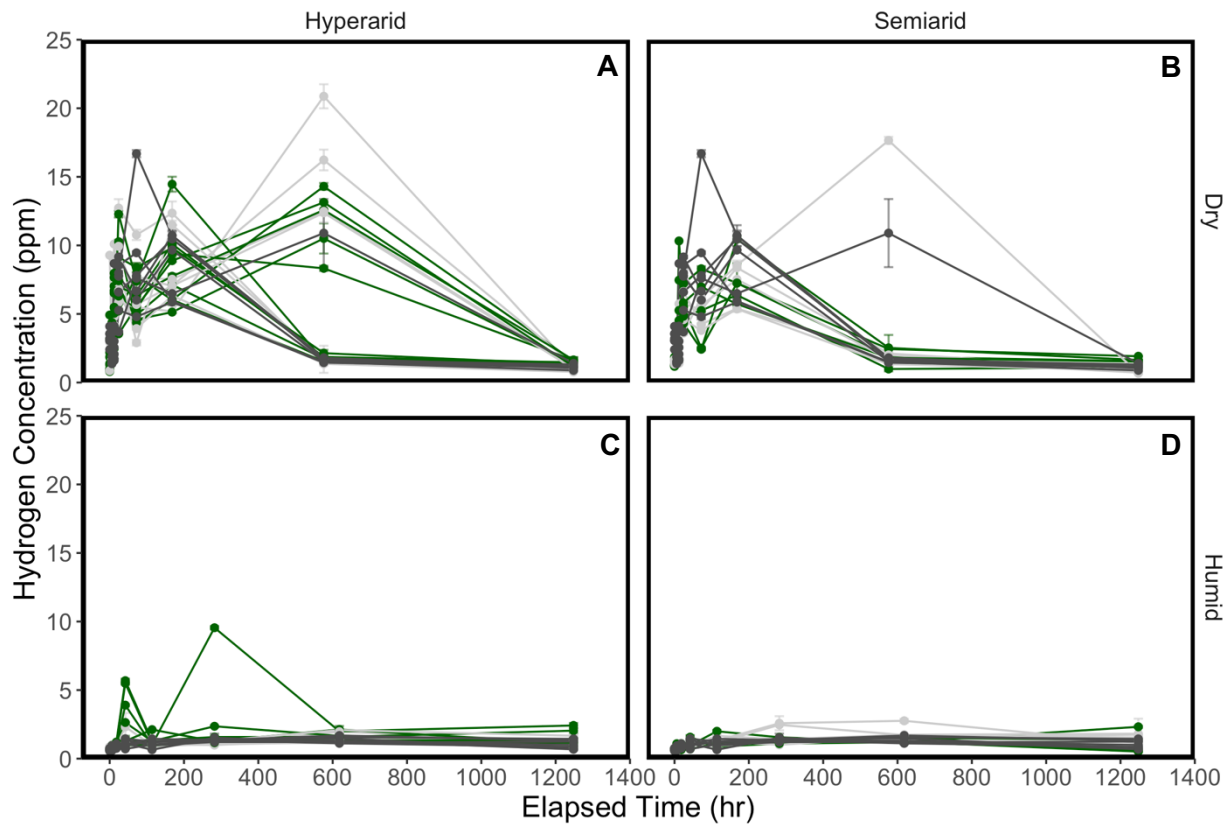 Hyperarid Semiarid
Hydrogen Concentration (ppm)
25
20
15
10
5
0
A
B
Dry
25
20
15
10
5
0
C
D
Humid
0 200 400 600 800 1000 1200 140 0 200 400 600 800 1000 1200 1400
Elapsed Time (hr)